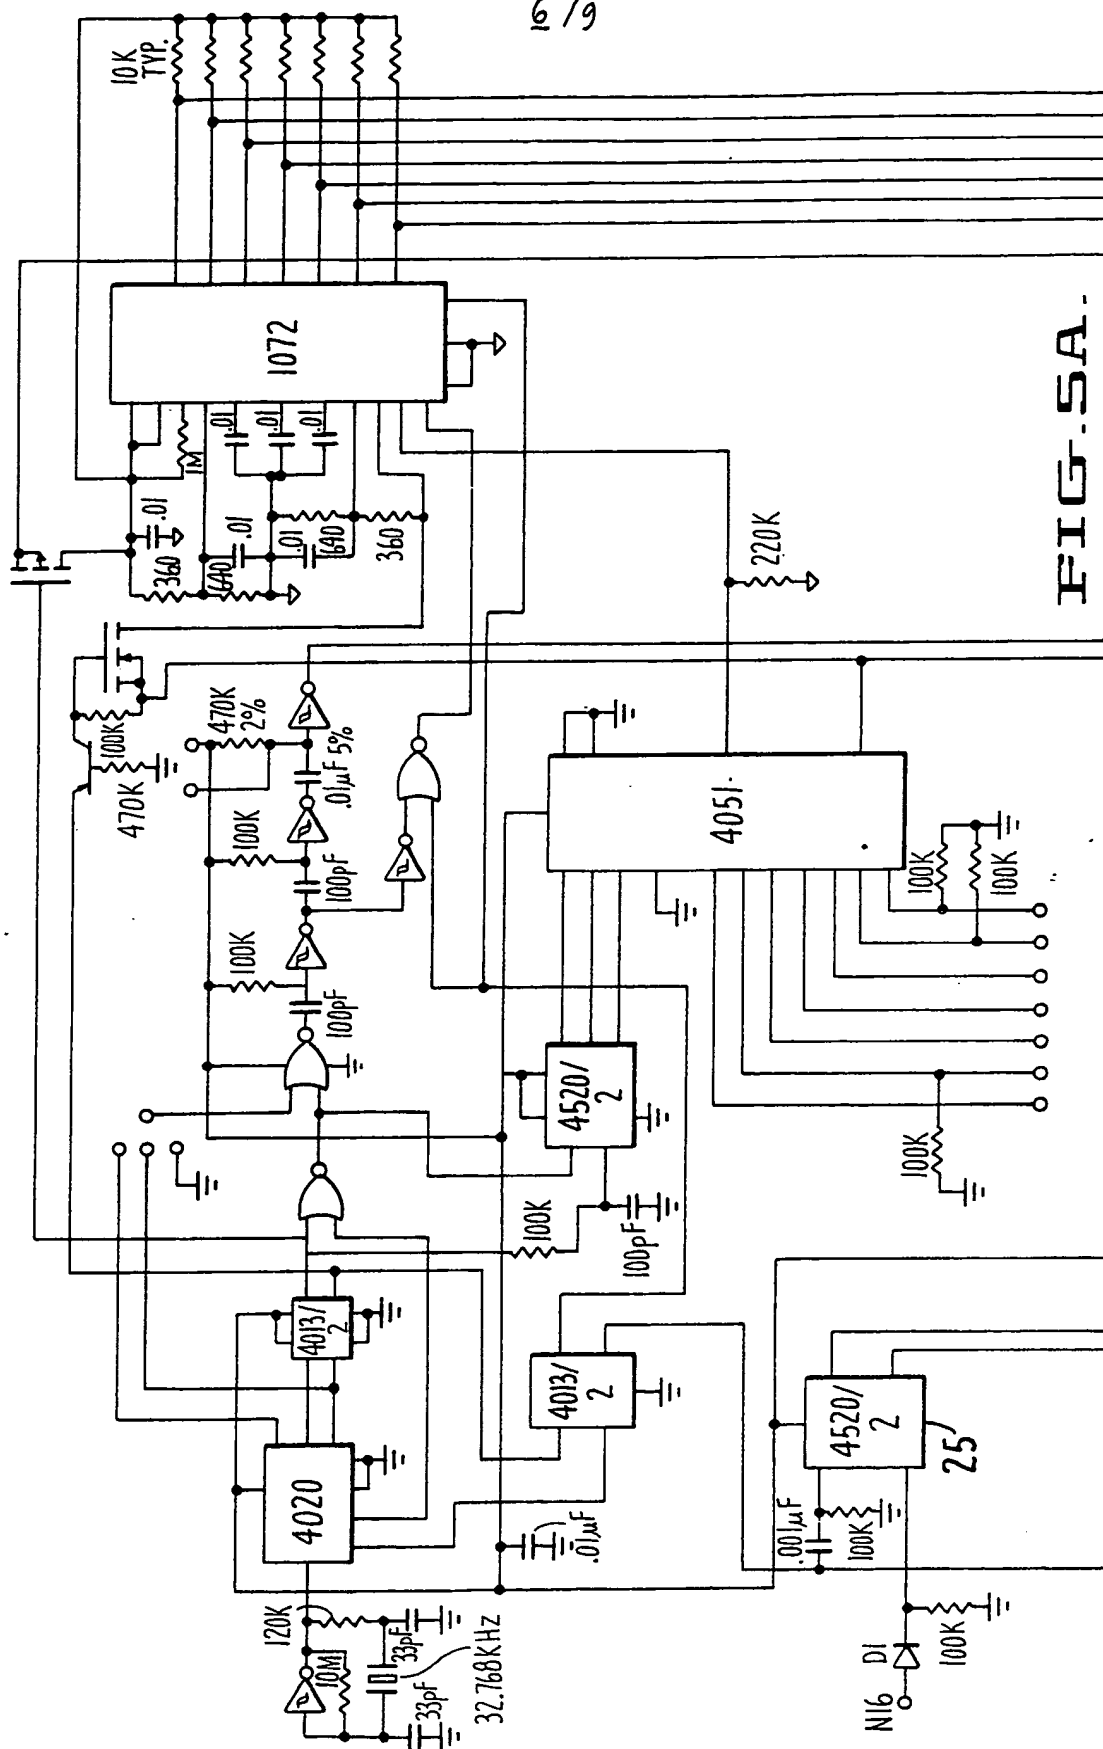 6/9
10K
TYP.
1072
.01
.01
.01
1M
.01
360
640
.01
.01
640
360
470K
100K
470K
2%
.01µF 5%
100K
100pF
100K
100pF
220K
4051
100K
100K
100K
4520/
2
100K
100pF
4013/
2
4013/
2
4020
.01µF
120K
10M
33pF
33pF
32.768KHz
4520/
2
25
.001µF
100K
D1
N16
100K
FIG.5A.